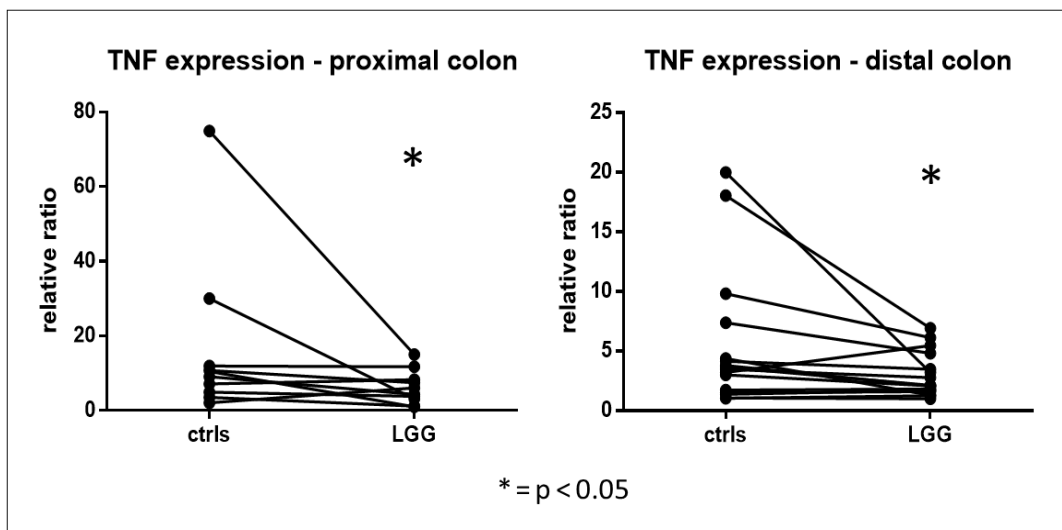 TNF expression - proximal colon
relative ratio
80
60
40
20
0
ctrls
LGG
*
TNF expression - distal colon
relative ratio
25
20
15
10
5
0
ctrls
LGG
*
* = p < 0.05